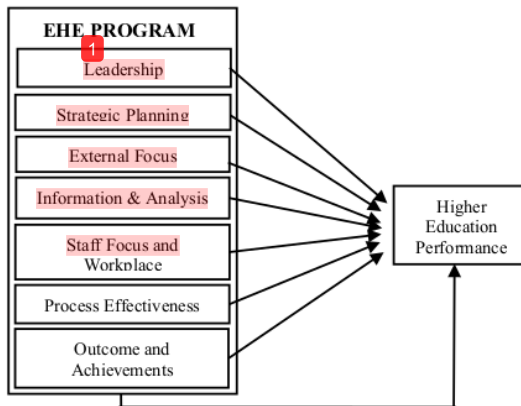 EHE PROGRAM
1
Leadership
Strategic Planning
External Focus
Information & Analysis
Staff Focus and
Workplace
Process Effectiveness
Outcome and
Achievements
Higher
Education
Performance